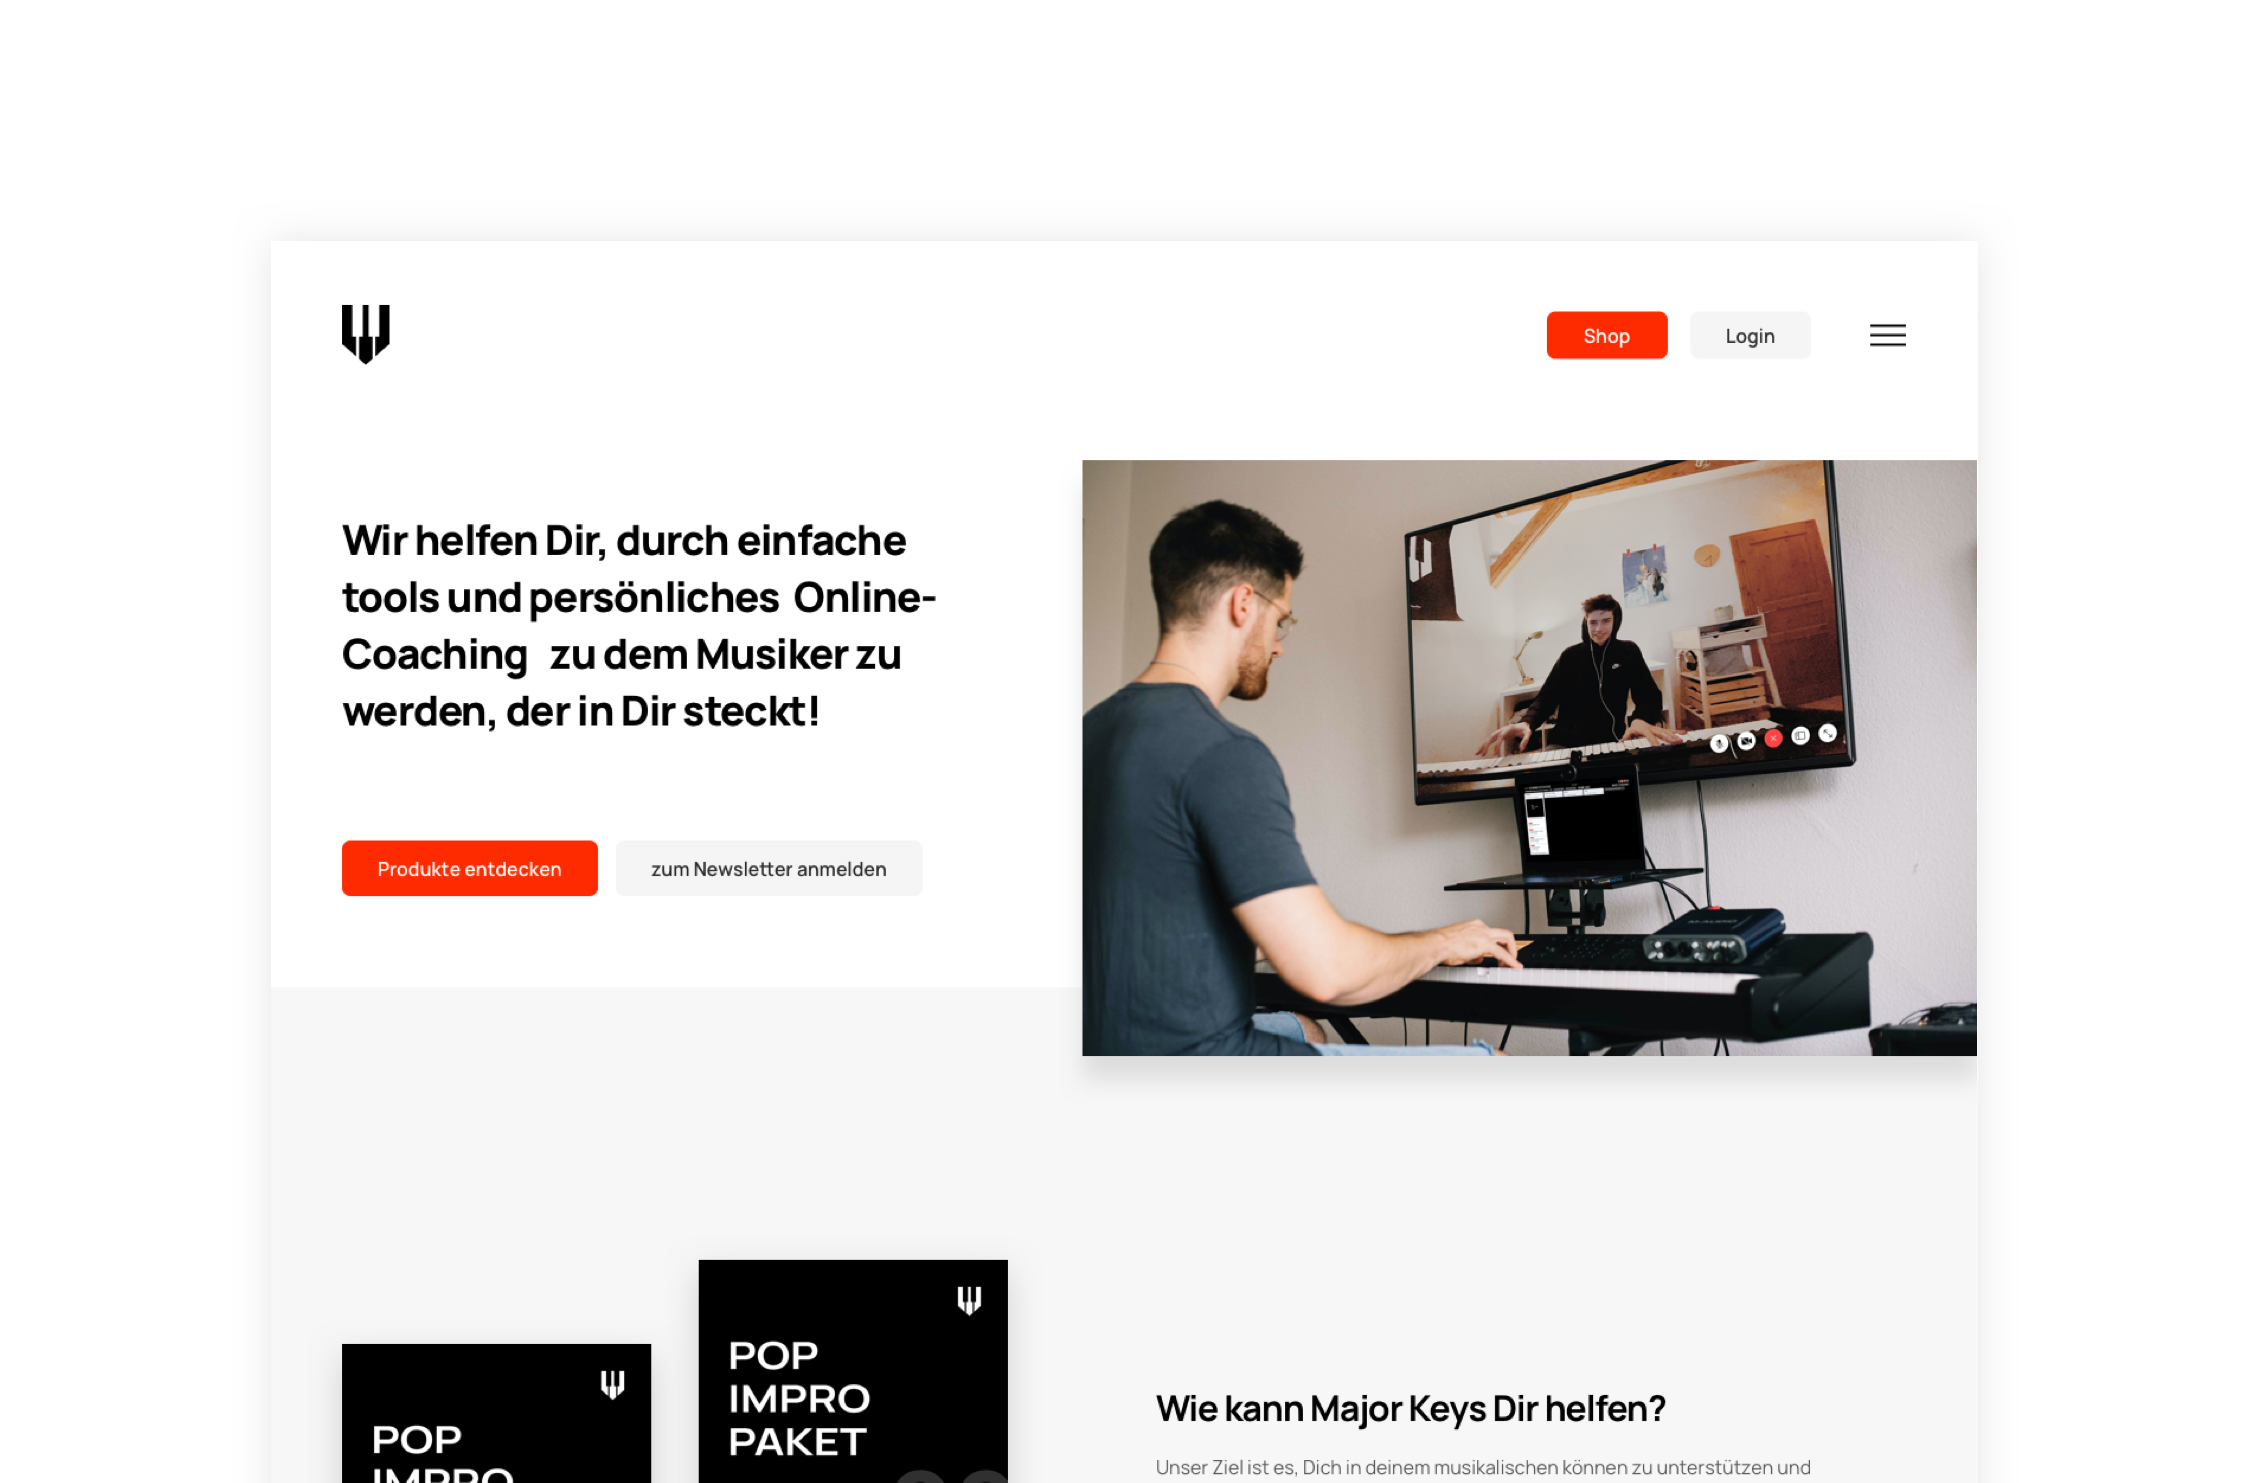 Shop
Login
Wir helfen Dir, durch einfache
tools und persönliches Online-
Coaching zu dem Musiker zu
werden, der in Dir steckt!
Produkte entdecken
zum Newsletter anmelden
M-AUDIO
POP
IMPRO
PAKET
POP
IMPRO
Wie kann Major Keys Dir helfen?
Unser Ziel ist es, Dich in deinem musikalischen können zu unterstützen und